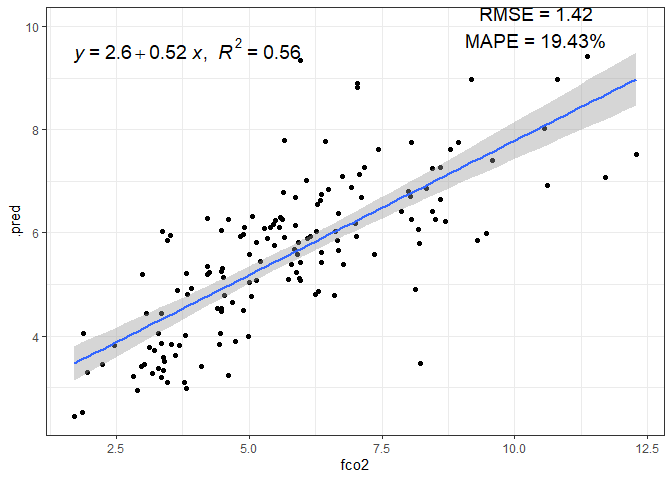 RMSE = 1.42
MAPE = 19.43%
y = 2.6 + 0.52 x, R² = 0.56
10
8
6
4
.pred
2.5 5.0 7.5 10.0 12.5
fco2